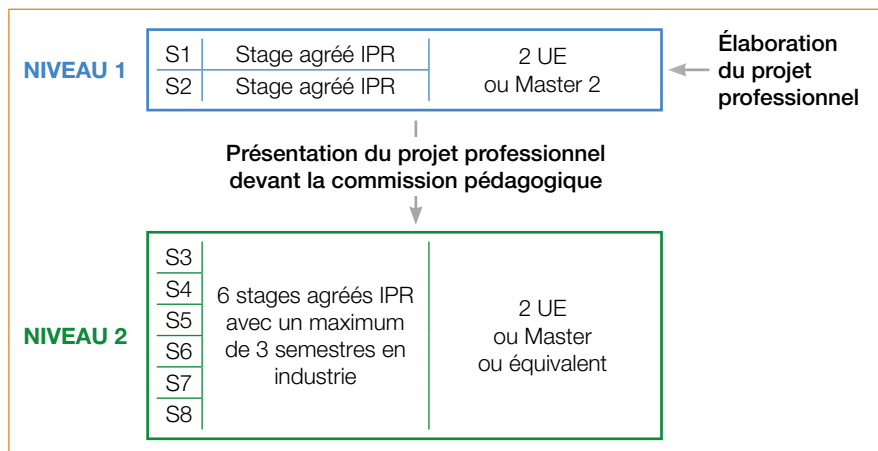 NIVEAU 1
S1 Stage agréé IPR
S2 Stage agréé IPR
2 UE
ou Master 2
Élaboration
du projet
professionnel
Présentation du projet professionnel
devant la commission pédagogique
NIVEAU 2
S3
S4
S5
S6
S7
S8
6 stages agréés IPR
avec un maximum
de 3 semestres en
industrie
2 UE
ou Master
ou équivalent